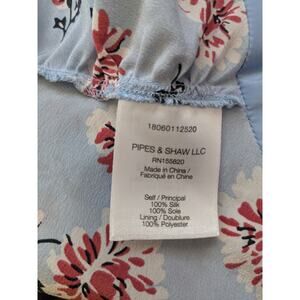 18060112520
PIPES & SHAW LLC
RN155620
Made in China /
Fabriqué en Chine
Self / Principal
100% Silk
100% Soie
Lining / Doublure
100% Polyester